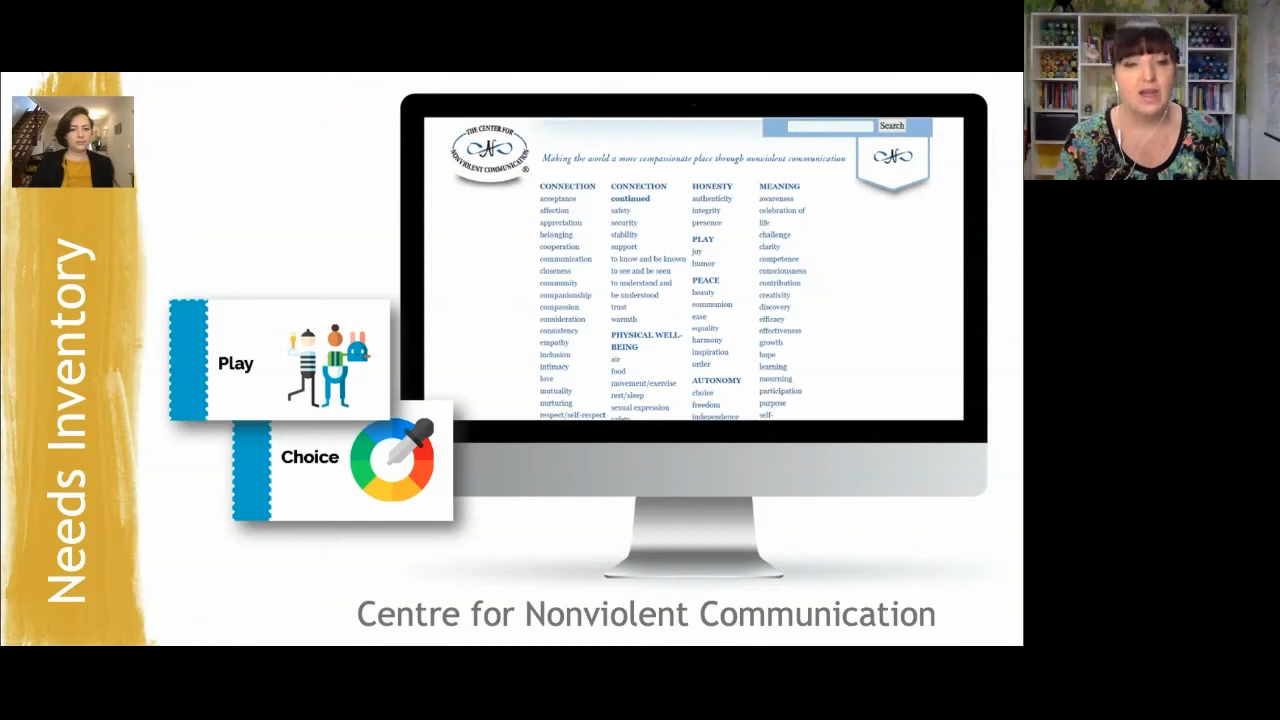 Needs Inventory
Play
Choice
THE CENTER FOR
NONVIOLENT COMMUNICATION
®
Making the world a more compassionate place through nonviolent communication
Search
CONNECTION
acceptance
affection
appreciation
belonging
cooperation
communication
closeness
community
companionship
compassion
consideration
consistency
empathy
inclusion
intimacy
love
mutuality
nurturing
respect/self-respect
CONNECTION
continued
safety
security
stability
support
to know and be known
to see and be seen
to understand and
be understood
trust
warmth
PHYSICAL WELL-
BEING
air
food
movement/exercise
rest/sleep
sexual expression
safety
HONESTY
authenticity
integrity
presence
PLAY
joy
humor
PEACE
beauty
communion
ease
equality
harmony
inspiration
order
AUTONOMY
choice
freedom
independence
MEANING
awareness
celebration of
life
challenge
clarity
competence
consciousness
contribution
creativity
discovery
efficacy
effectiveness
growth
hope
learning
mourning
participation
purpose
self-
Centre for Nonviolent Communication